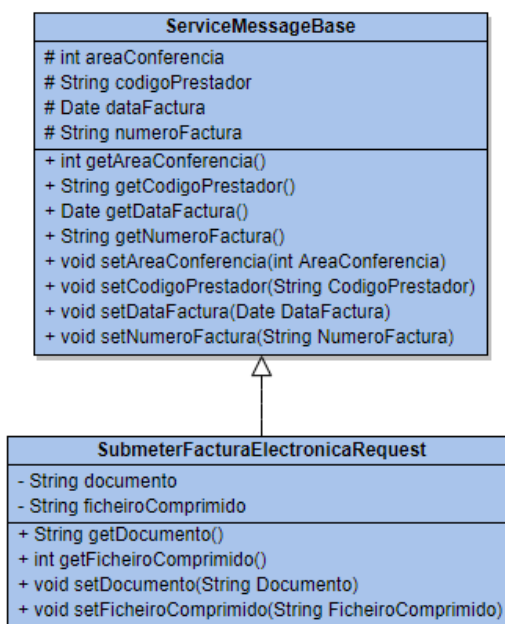 ServiceMessageBase
# int areaConferencia
# String codigoPrestador
# Date dataFactura
# String numeroFactura
+ int getAreaConferencia()
+ String getCodigoPrestador()
+ Date getDataFactura()
+ String getNumeroFactura()
+ void setAreaConferencia(int AreaConferencia)
+ void setCodigoPrestador(String CodigoPrestador)
+ void setDataFactura(Date DataFactura)
+ void setNumeroFactura(String NumeroFactura)
SubmeterFacturaElectronicaRequest
- String documento
- String ficheiroComprimido
+ String getDocumento()
+ int getFicheiroComprimido()
+ void setDocumento(String Documento)
+ void setFicheiroComprimido(String FicheiroComprimido)